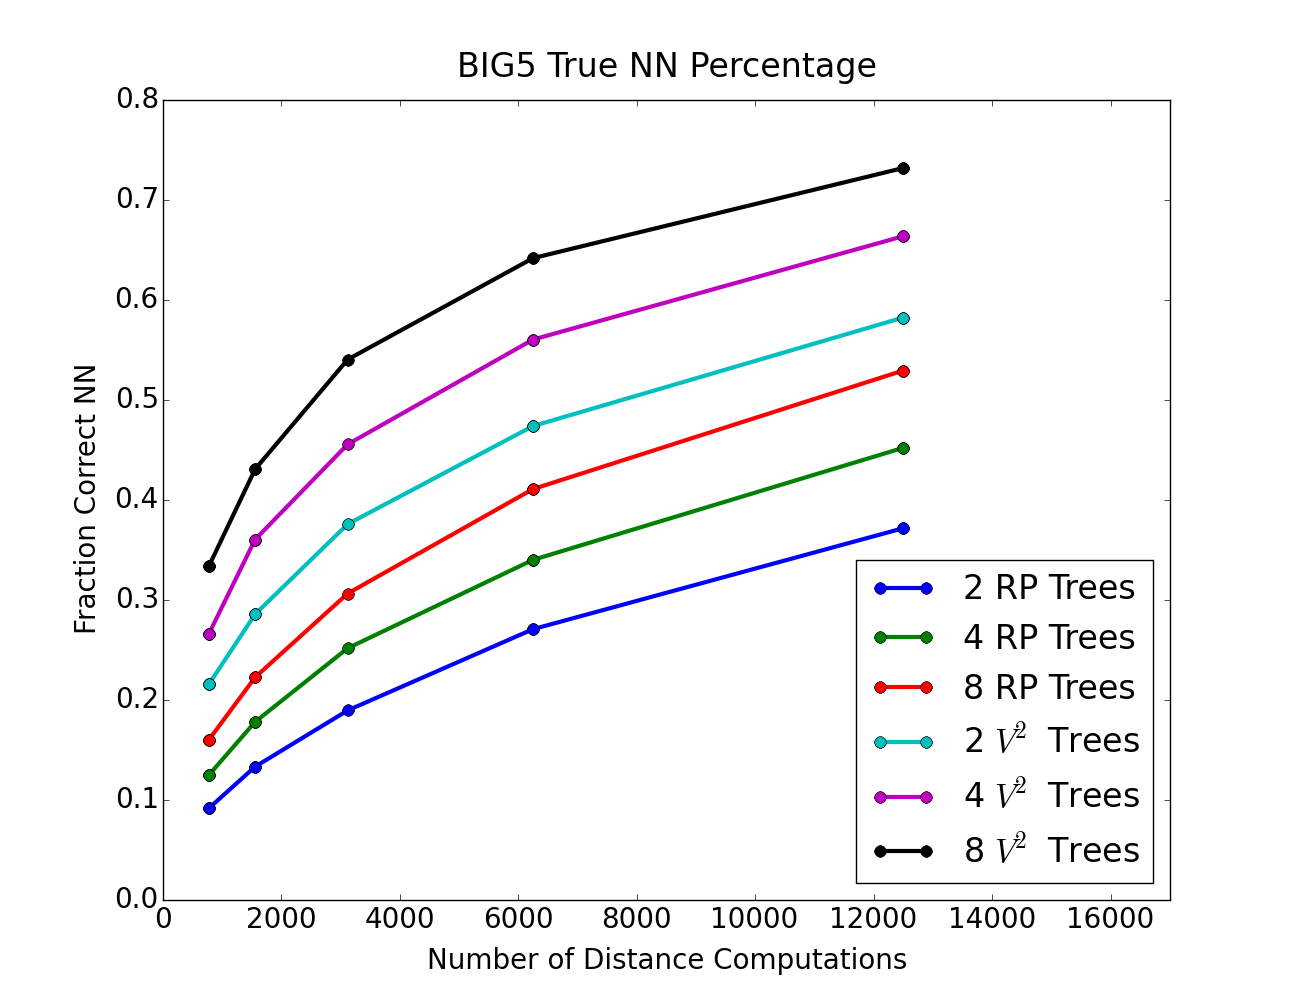 BIG5 True NN Percentage
0.8
0.7
0.6
0.5
0.4
0.3
0.2
0.1
0.0
Fraction Correct NN
2 RP Trees
4 RP Trees
8 RP Trees
2 V² Trees
4 V² Trees
8 V² Trees
0 2000 4000 6000 8000 10000 12000 14000 16000
Number of Distance Computations